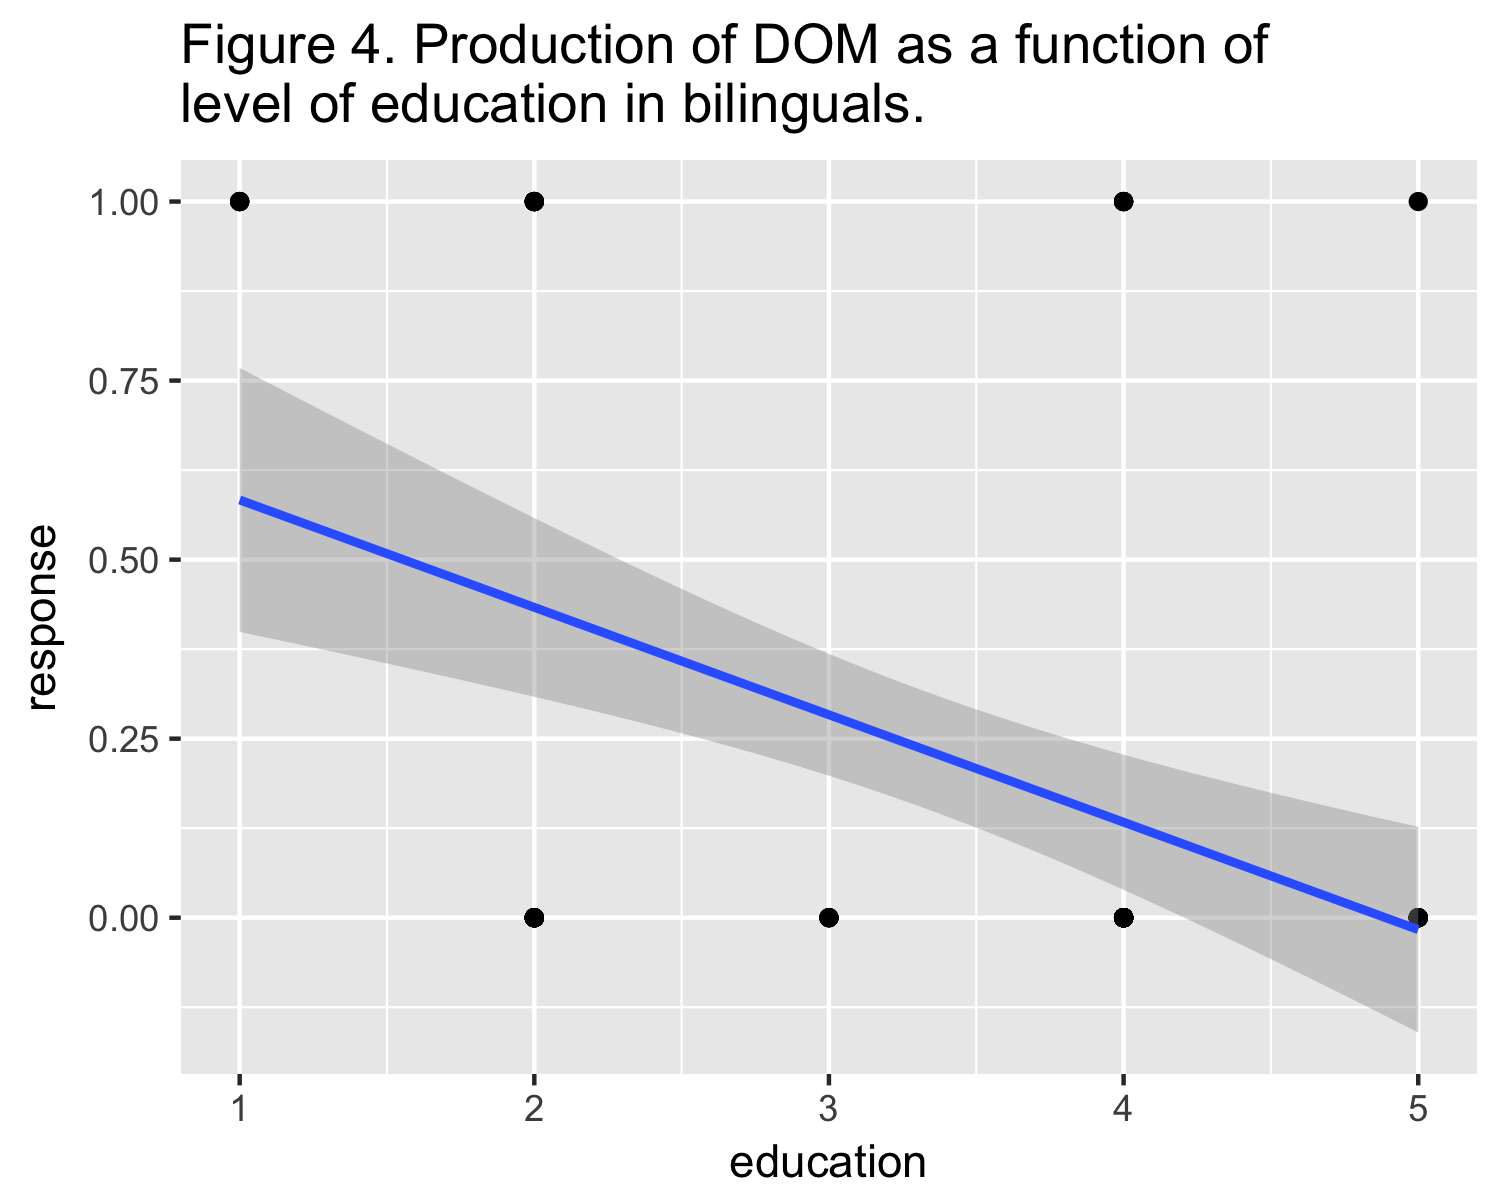 Figure 4. Production of DOM as a function of
level of education in bilinguals.
1.00
0.75
0.50
0.25
0.00
response
1 2 3 4 5
education